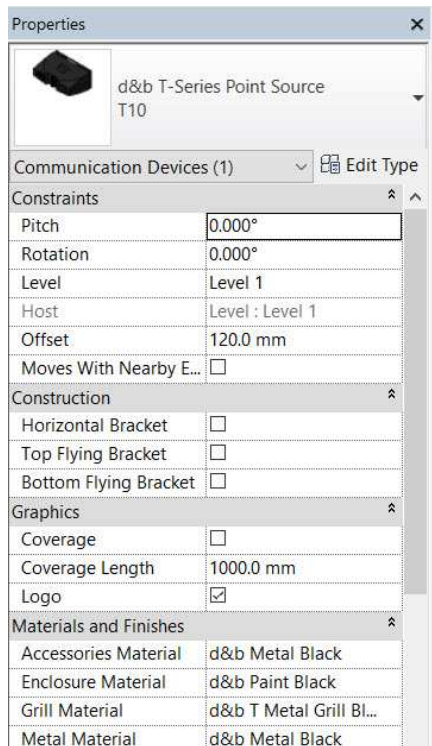 Properties
d&b T-Series Point Source
T10
Communication Devices (1) Edit Type
Constraints
Pitch 0.000°
Rotation 0.000°
Level Level 1
Host Level : Level 1
Offset 120.0 mm
Moves With Nearby E...
Construction
Horizontal Bracket
Top Flying Bracket
Bottom Flying Bracket
Graphics
Coverage
Coverage Length 1000.0 mm
Logo
Materials and Finishes
Accessories Material d&b Metal Black
Enclosure Material d&b Paint Black
Grill Material d&b T Metal Grill Bl...
Metal Material d&b Metal Black